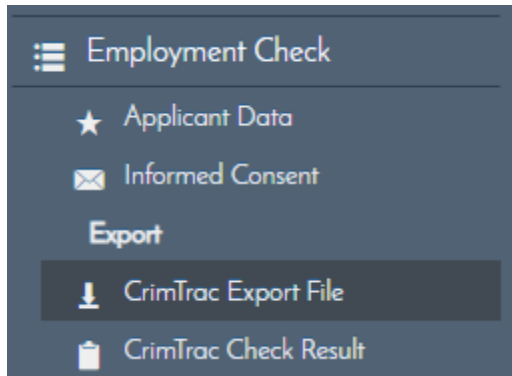 Employment Check
Applicant Data
Informed Consent
Export
CrimTrac Export File
CrimTrac Check Result